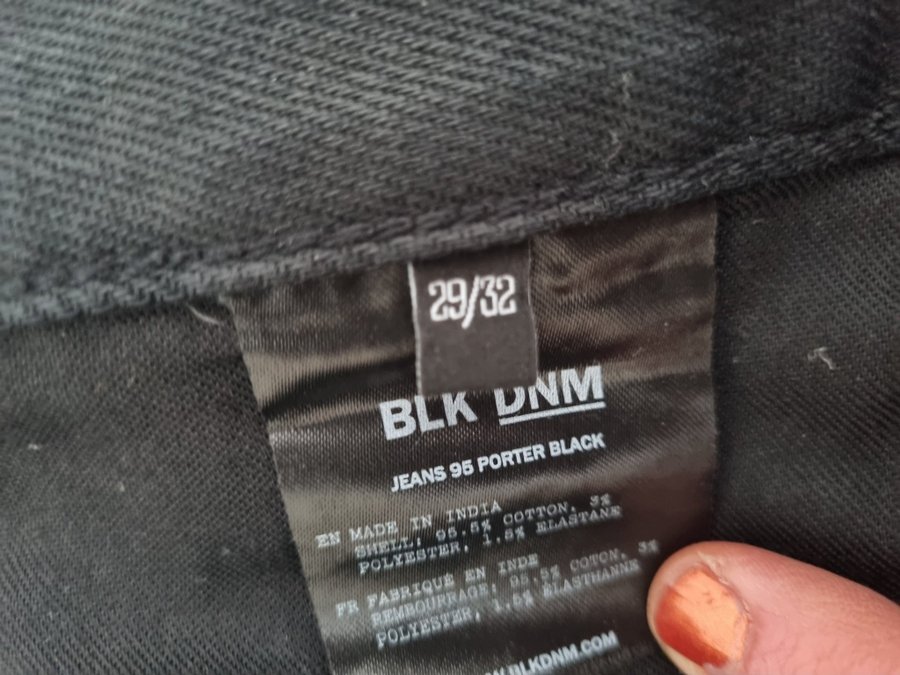 29/32
BLK DNM
JEANS 95 PORTER BLACK
EN MADE IN INDIA
SHELL: 95.5% COTTON, 3%
POLYESTER, 1.5% ELASTANE
FR FABRIQUÉ EN INDE
REMBOURRAGE: 95.5% COTON, 3%
POLYESTER, 1.5% ELASTHANNE
.BLKDNM.COM